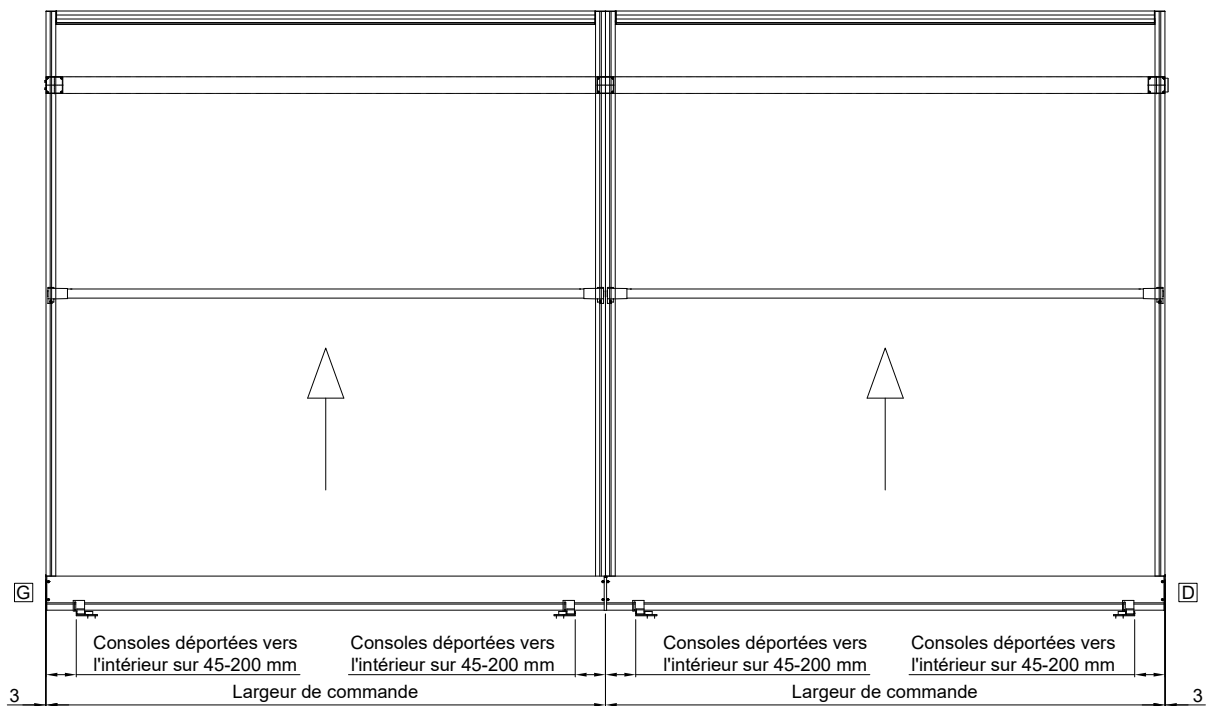 G
D
Consoles déportées vers
l'intérieur sur 45-200 mm
Consoles déportées vers
l'intérieur sur 45-200 mm
Consoles déportées vers
l'intérieur sur 45-200 mm
Consoles déportées vers
l'intérieur sur 45-200 mm
3
Largeur de commande
Largeur de commande
3